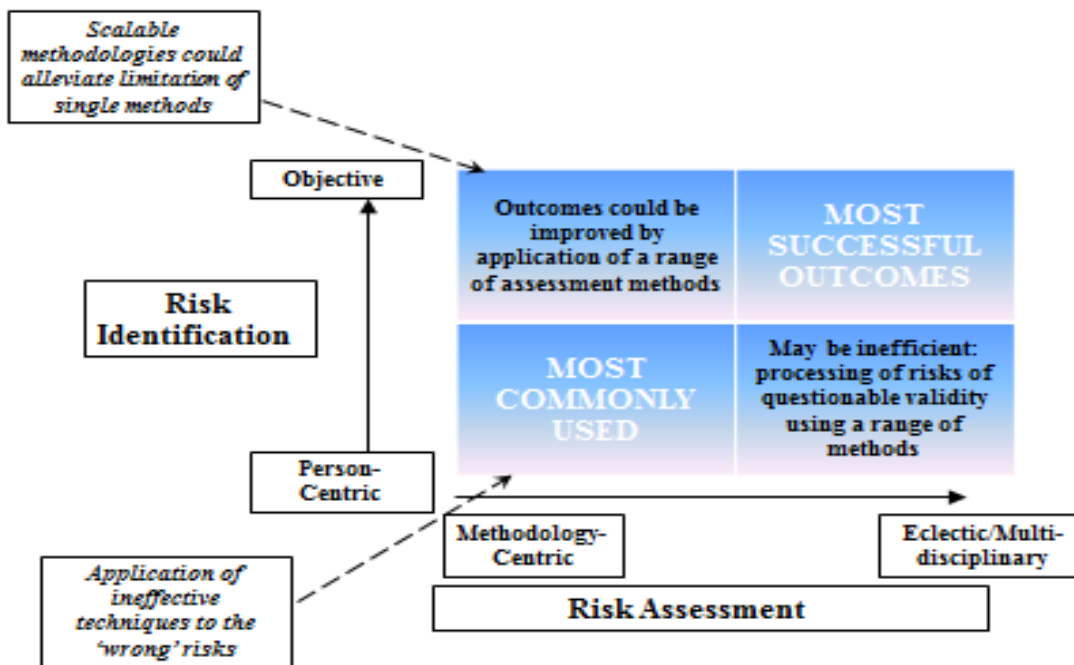 Scalable
methodologies could
alleviate limitation of
single methods
Objective
Outcomes could be
improved by
application of a range
of assessment methods
MOST
SUCCESSFUL
OUTCOMES
Risk
Identification
MOST
COMMONLY
USED
May be inefficient:
processing of risks of
questionable validity
using a range of
methods
Person-
Centric
Methodology-
Centric
Eclectic/Multi-
disciplinary
Application of
ineffective
techniques to the
‘wrong’ risks
Risk Assessment